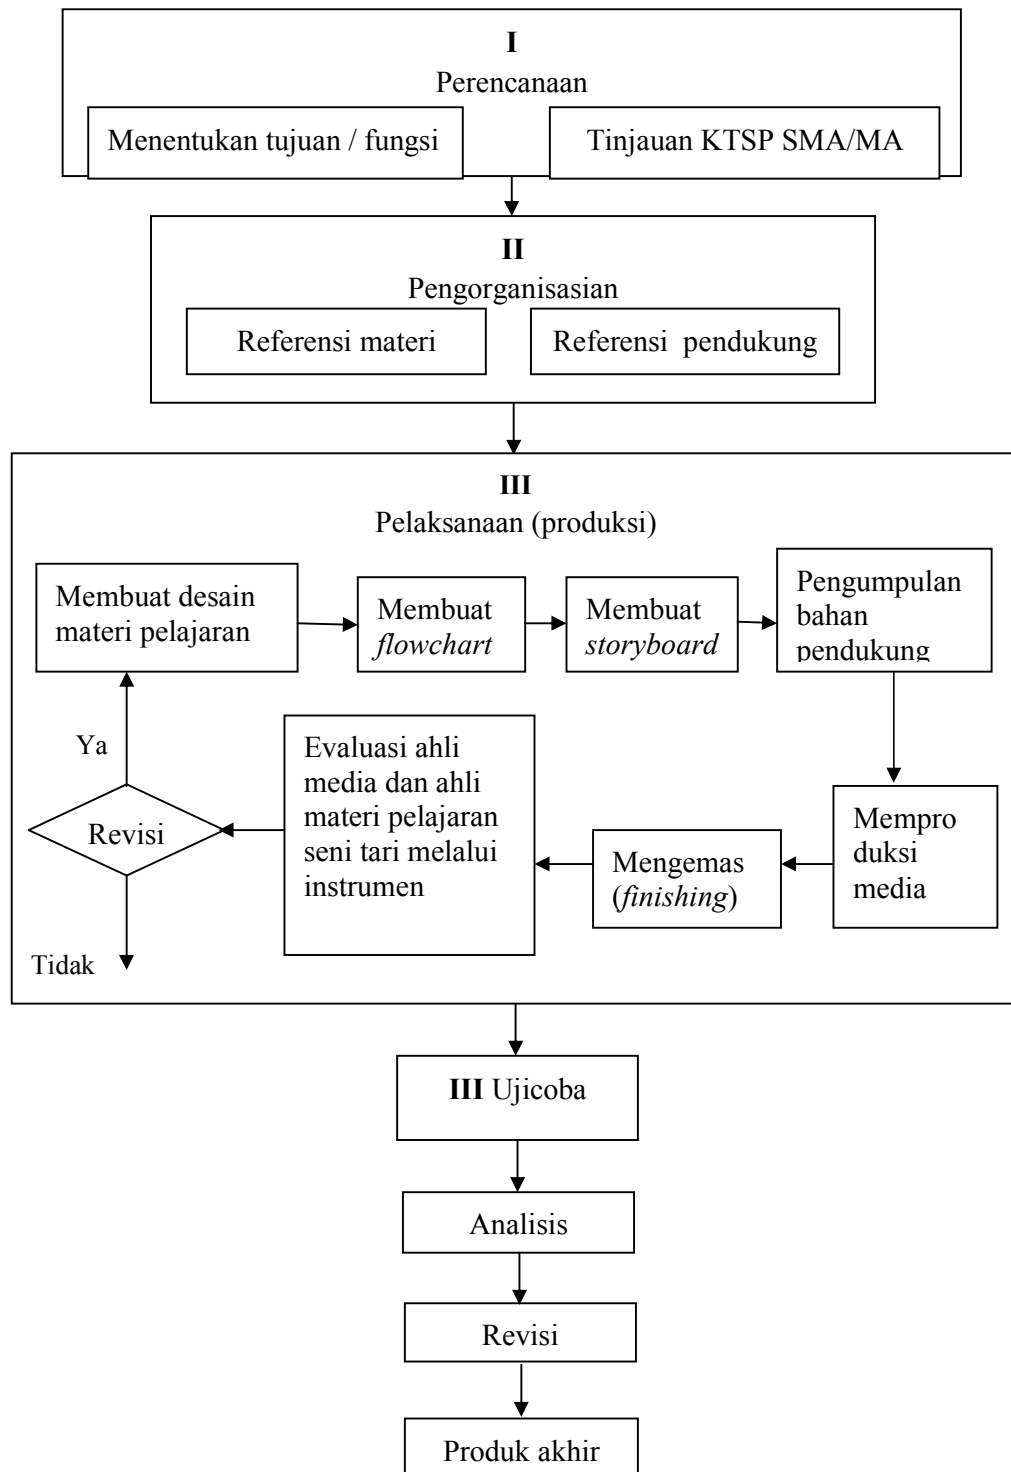 I
Perencanaan
Menentukan tujuan / fungsi
Tinjauan KTSP SMA/MA
II
Pengorganisasian
Referensi materi
Referensi  pendukung
III
Pelaksanaan (produksi)
Membuat desain
materi pelajaran
Membuat
flowchart
Membuat
storyboard
Pengumpulan
bahan
pendukung
Ya
Revisi
Tidak
Evaluasi ahli
media dan ahli
materi pelajaran
seni tari melalui
instrumen
Mengemas
(finishing)
Mempro
duksi
media
III Ujicoba
Analisis
Revisi
Produk akhir